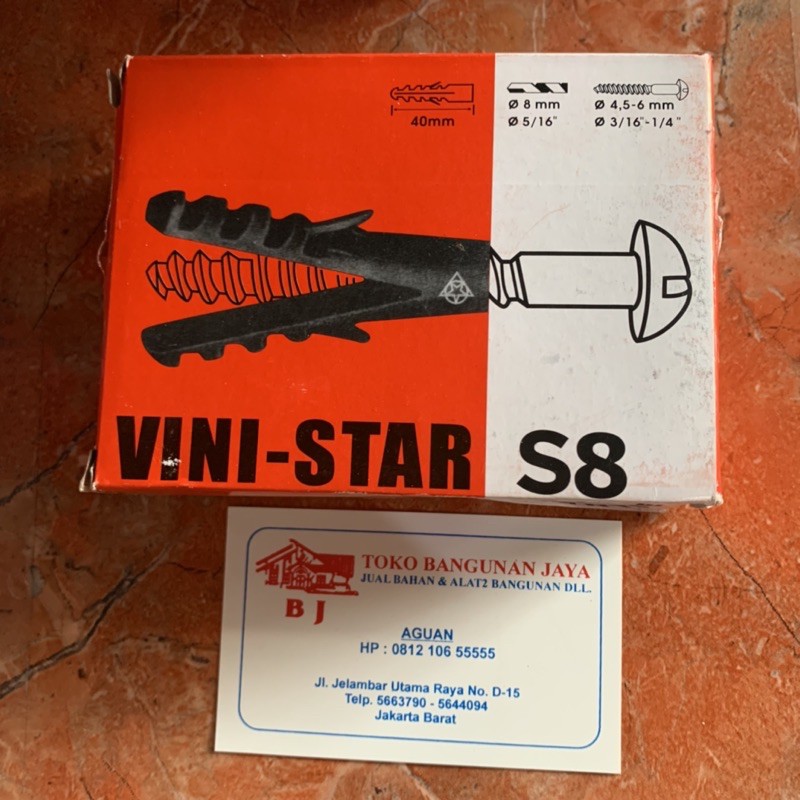 40mm
Ø 8 mm
Ø 5/16"
Ø 4,5-6 mm
Ø 3/16"-1/4"
VINI-STAR S8
TOKO BANGUNAN JAYA
JUAL BAHAN & ALAT2 BANGUNAN DLL.
B J
AGUAN
HP : 0812 106 55555
Jl. Jelambar Utama Raya No. D-15
Telp. 5663790 - 5644094
Jakarta Barat